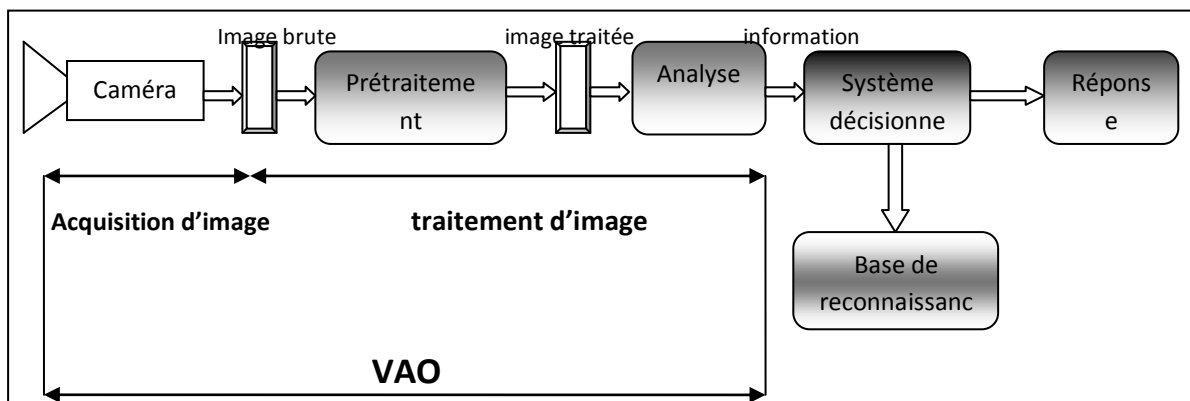 Image brute
image traitée
information
Caméra
Prétraiteme
nt
Analyse
Système
décisionne
Répons
e
Acquisition d’image
traitement d’image
Base de
reconnaissanc
VAO